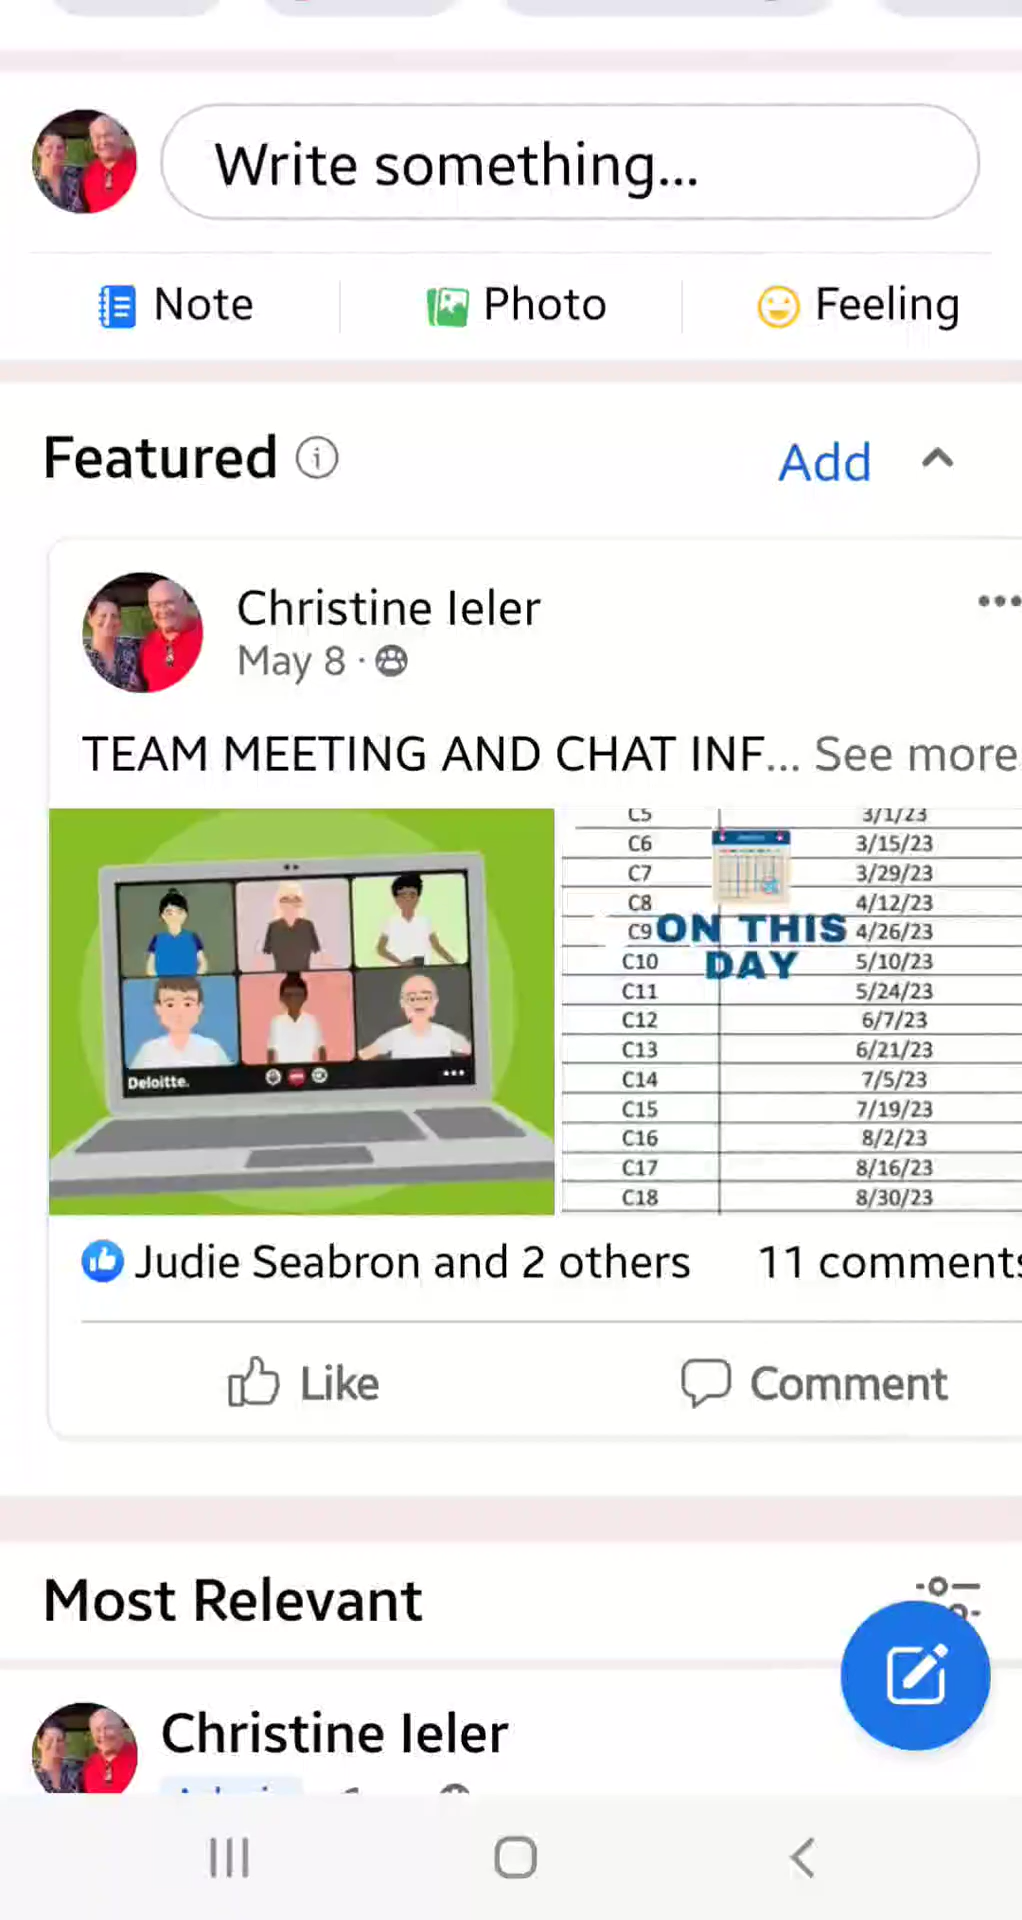 Write something...
Note
Photo
Feeling
Featured
Add
Christine Ieler
May 8 ·
TEAM MEETING AND CHAT INF... See more
Deloitte.
C5 3/1/23
C6 3/15/23
C7 3/29/23
C8 4/12/23
C9 4/26/23
C10 5/10/23
C11 5/24/23
C12 6/7/23
C13 6/21/23
C14 7/5/23
C15 7/19/23
C16 8/2/23
C17 8/16/23
C18 8/30/23
ON THIS
DAY
Judie Seabron and 2 others
11 comments
Like
Comment
Most Relevant
Christine Ieler